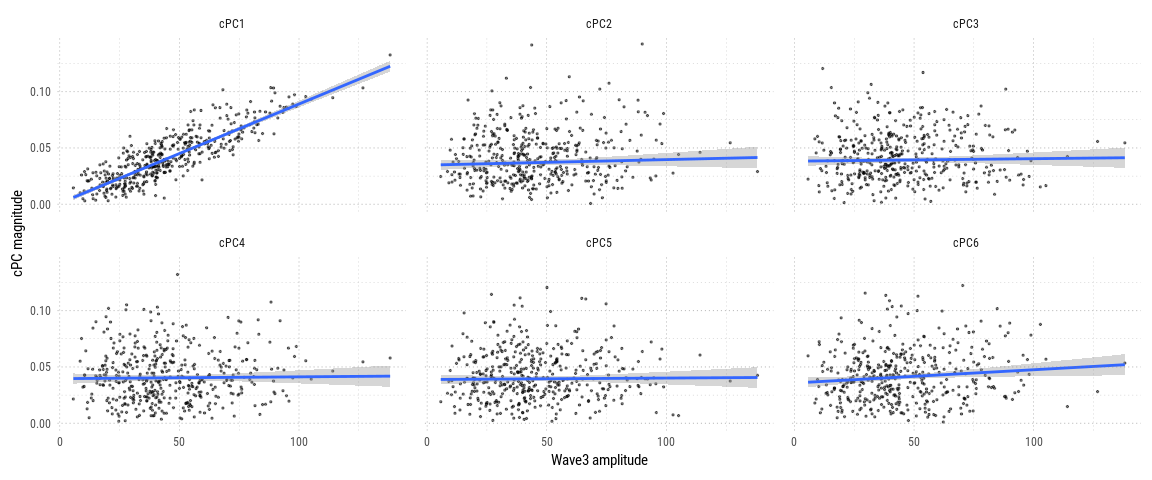 cPC1 cPC2 cPC3
0.10
0.05
0.00
cPC magnitude
cPC4 cPC5 cPC6
0.10
0.05
0.00
0 50 100 0 50 100 0 50 100
Wave3 amplitude